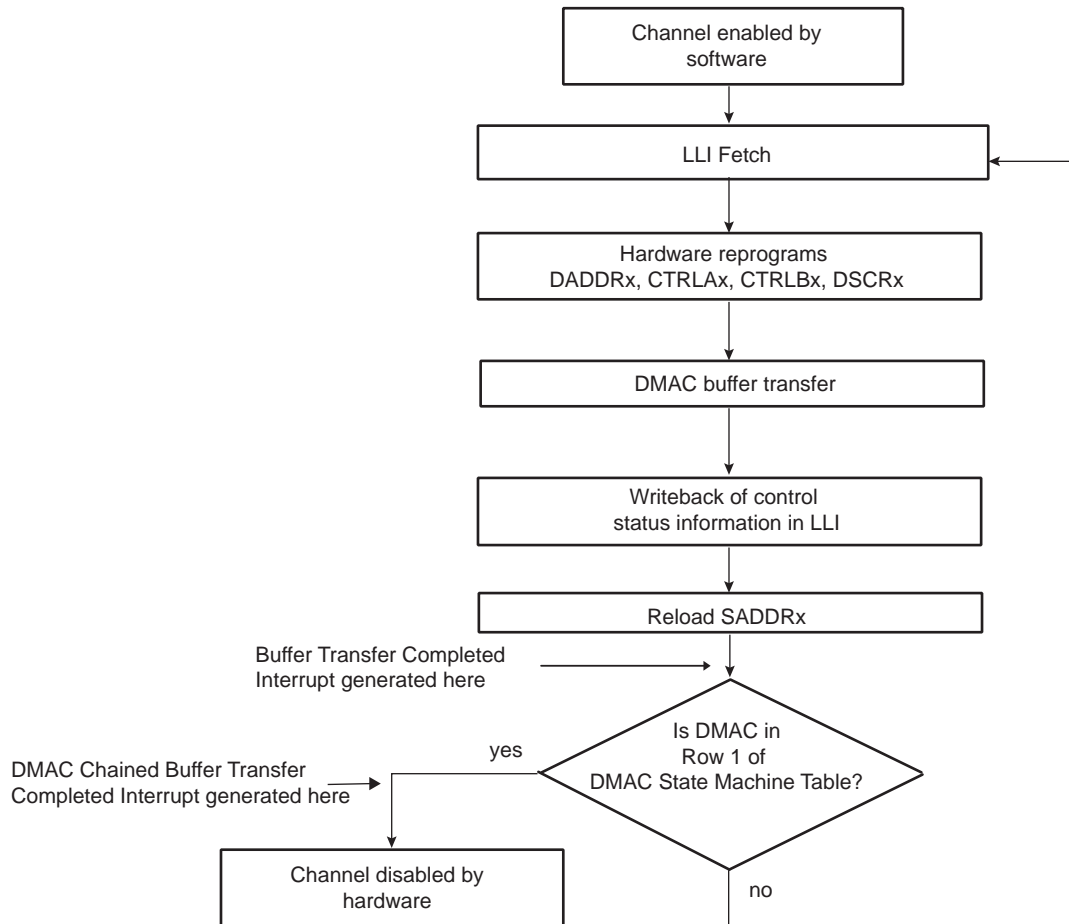 Channel enabled by
software
LLI Fetch
Hardware reprograms
DADDRx, CTRLAx, CTRLBx, DSCRx
DMAC buffer transfer
Writeback of control
status information in LLI
Reload SADDRx
Buffer Transfer Completed
Interrupt generated here
Is DMAC in
Row 1 of
DMAC State Machine Table?
yes
DMAC Chained Buffer Transfer
Completed Interrupt generated here
Channel disabled by
hardware
no